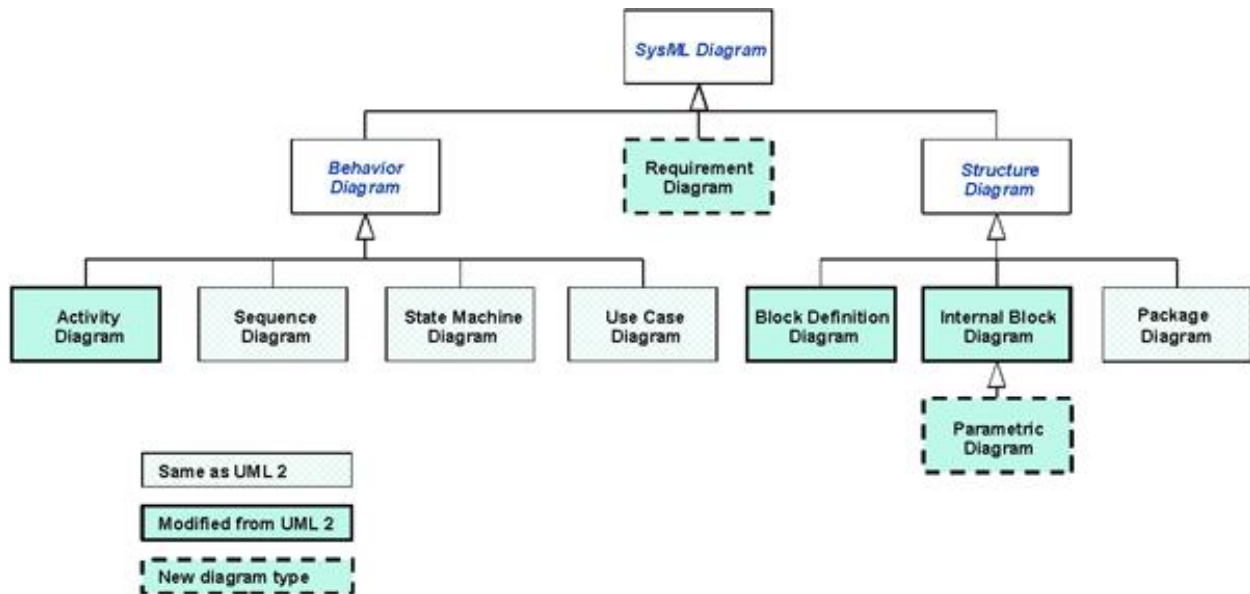 SysML Diagram
Behavior
Diagram
Requirement
Diagram
Structure
Diagram
Activity
Diagram
Sequence
Diagram
State Machine
Diagram
Use Case
Diagram
Block Definition
Diagram
Internal Block
Diagram
Package
Diagram
Parametric
Diagram
Same as UML 2
Modified from UML 2
New diagram type